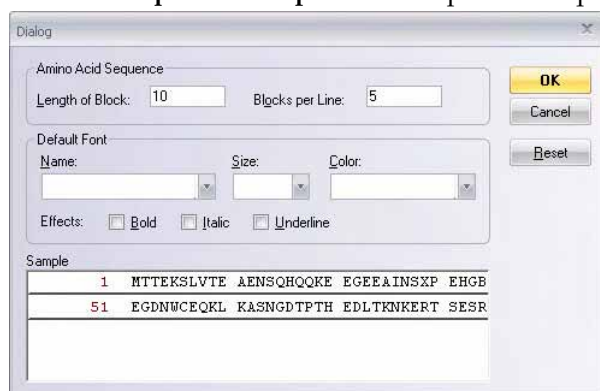 Dialog
Amino Acid Sequence
Length of Block: 10 Blocks per Line: 5
OK
Cancel
Reset
Default Font
Name: Size: Color:
Effects: Bold Italic Underline
Sample
1 MTTEKSLVTE AENSQHQQKE EGEEAINSXP EHGB
51 EGDNWCEQKL KASNGDTPTH EDLTKNKERT SESR